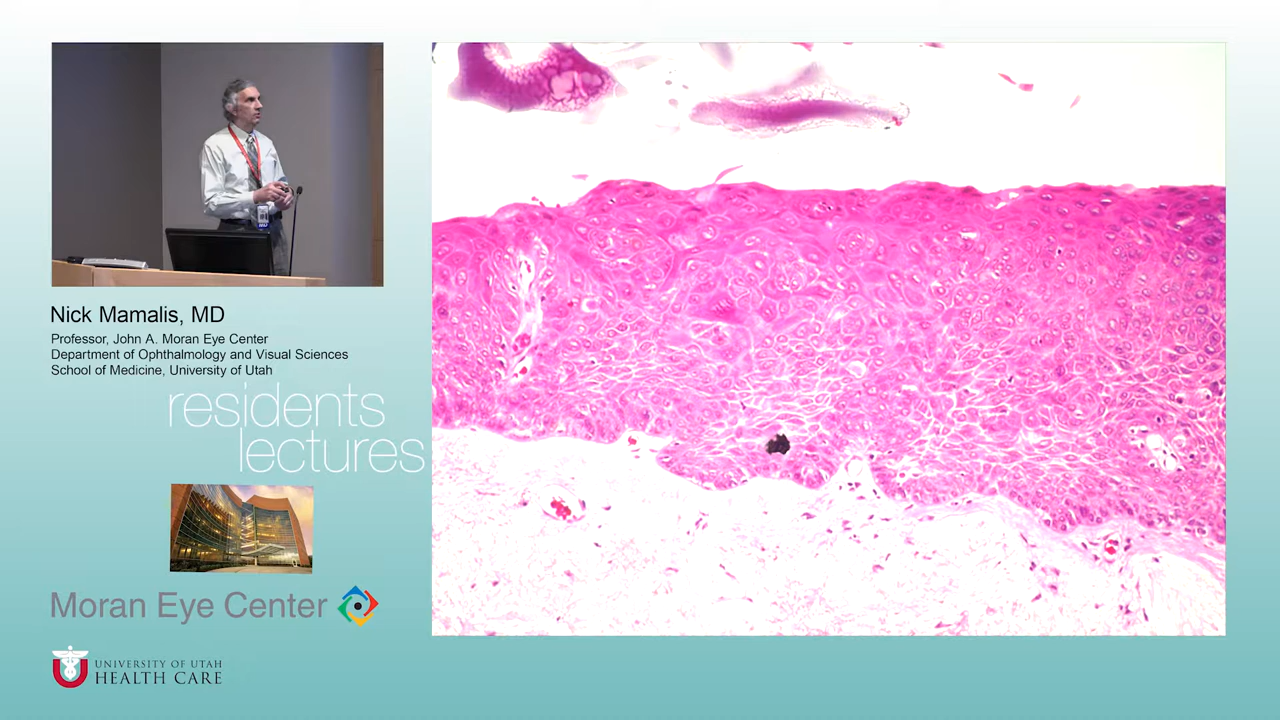 Nick Mamalis, MD
Professor, John A. Moran Eye Center
Department of Ophthalmology and Visual Sciences
School of Medicine, University of Utah
residents
lectures
Moran Eye Center
UNIVERSITY OF UTAH
HEALTH CARE